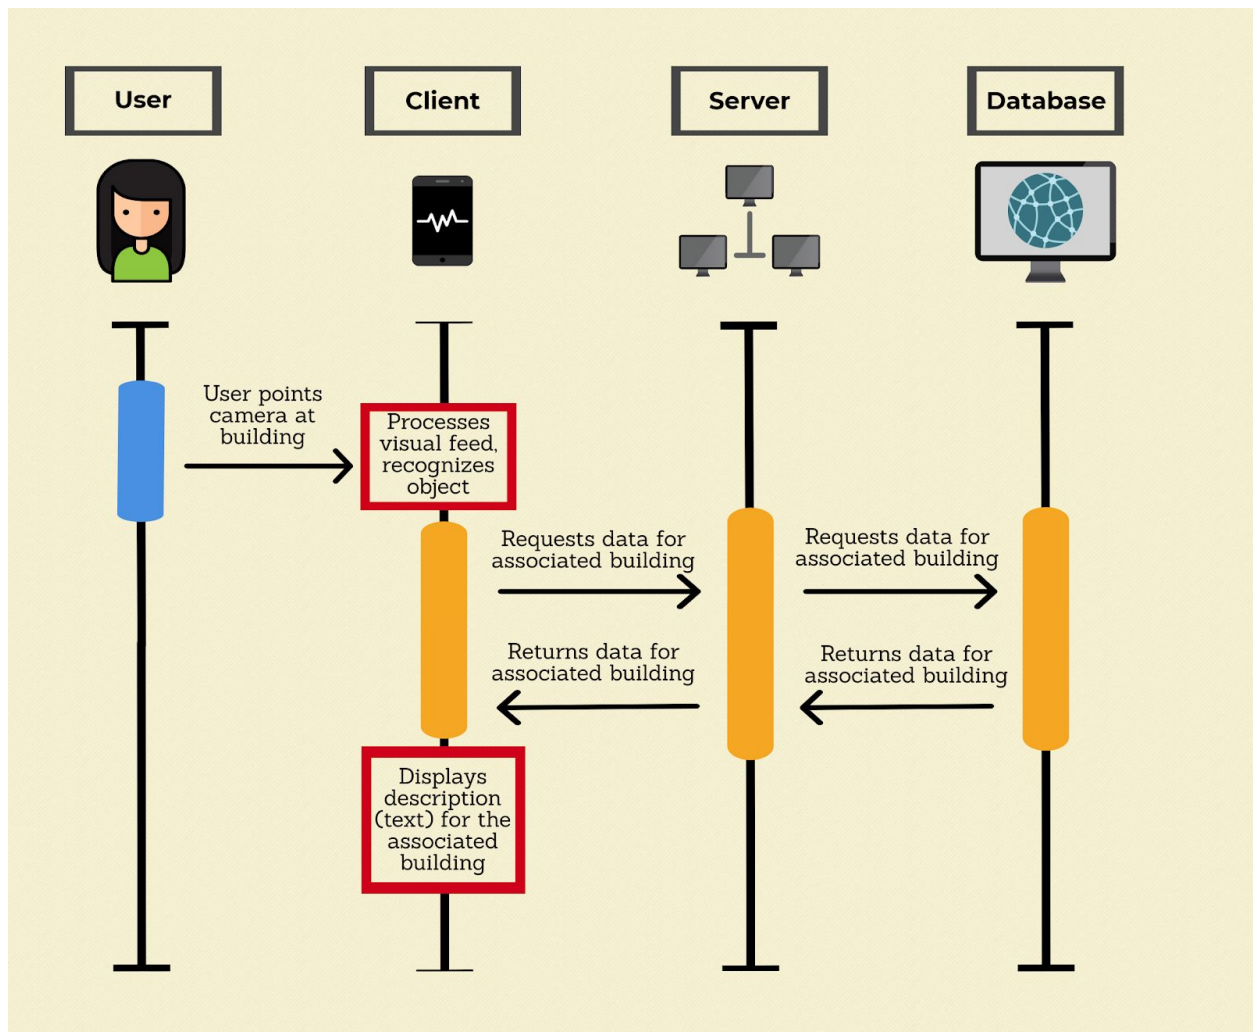 User
Client
Server
Database
User points
camera at
building
Processes
visual feed,
recognizes
object
Requests data for
associated building
Requests data for
associated building
Returns data for
associated building
Returns data for
associated building
Displays
description
(text) for the
associated
building